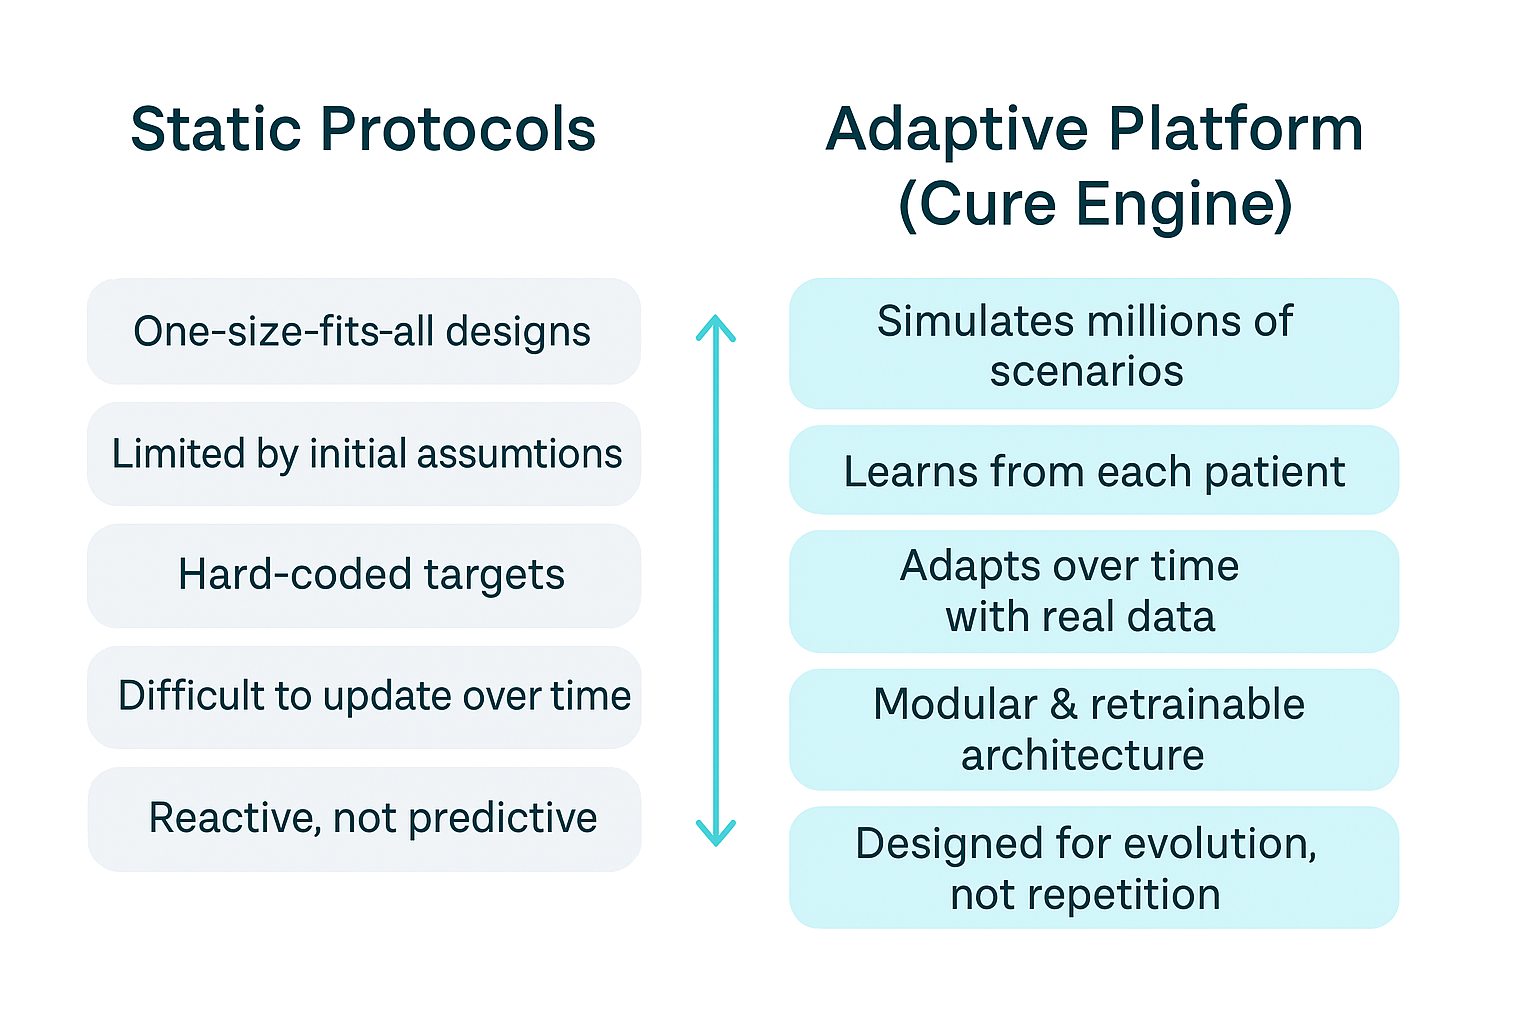 Static Protocols
One-size-fits-all designs
Limited by initial assumtions
Hard-coded targets
Difficult to update over time
Reactive, not predictive
Adaptive Platform
(Cure Engine)
Simulates millions of
scenarios
Learns from each patient
Adapts over time
with real data
Modular & retrainable
architecture
Designed for evolution,
not repetition